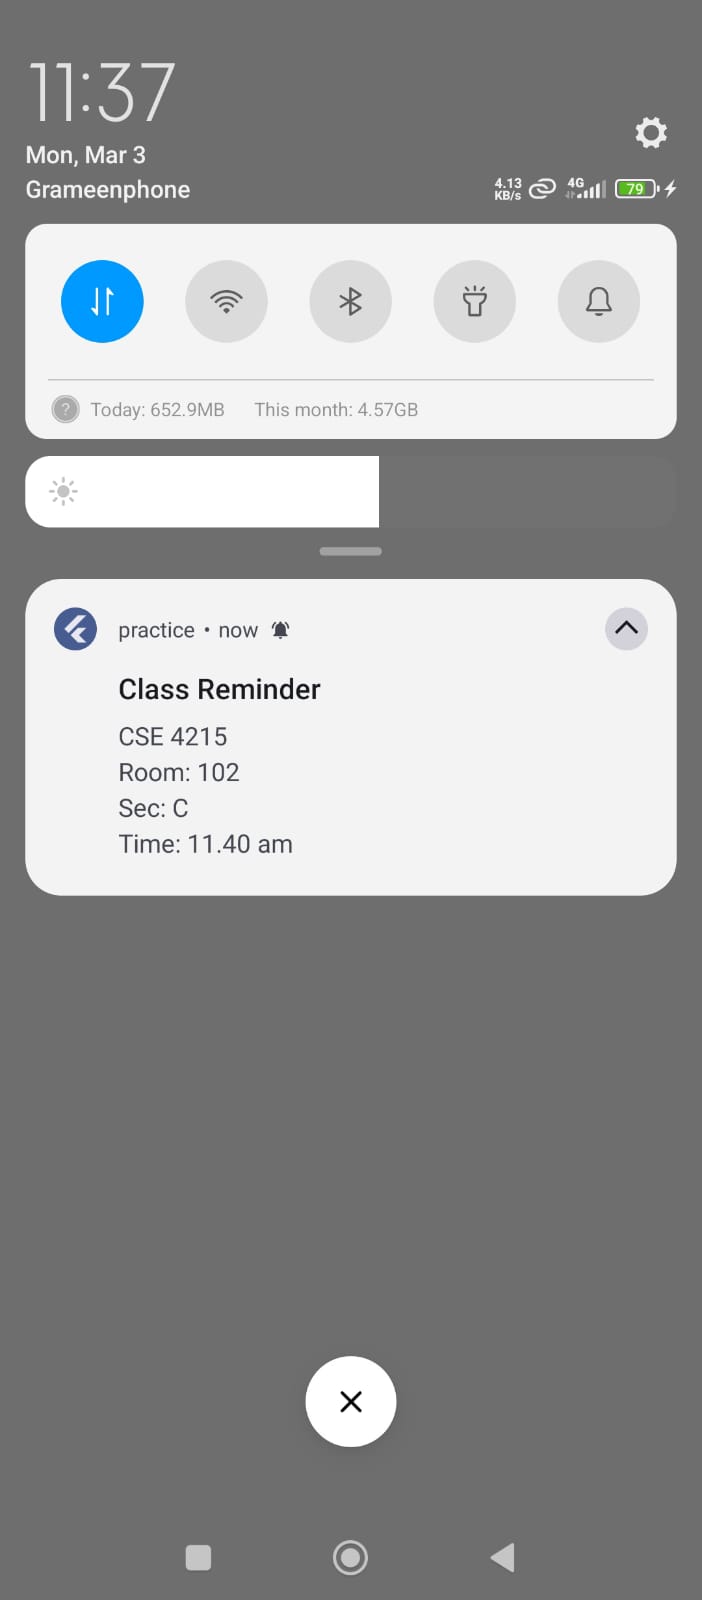 11:37
Mon, Mar 3
Grameenphone
4.13
KB/s
4G
79
? Today: 652.9MB This month: 4.57GB
practice • now
Class Reminder
CSE 4215
Room: 102
Sec: C
Time: 11.40 am